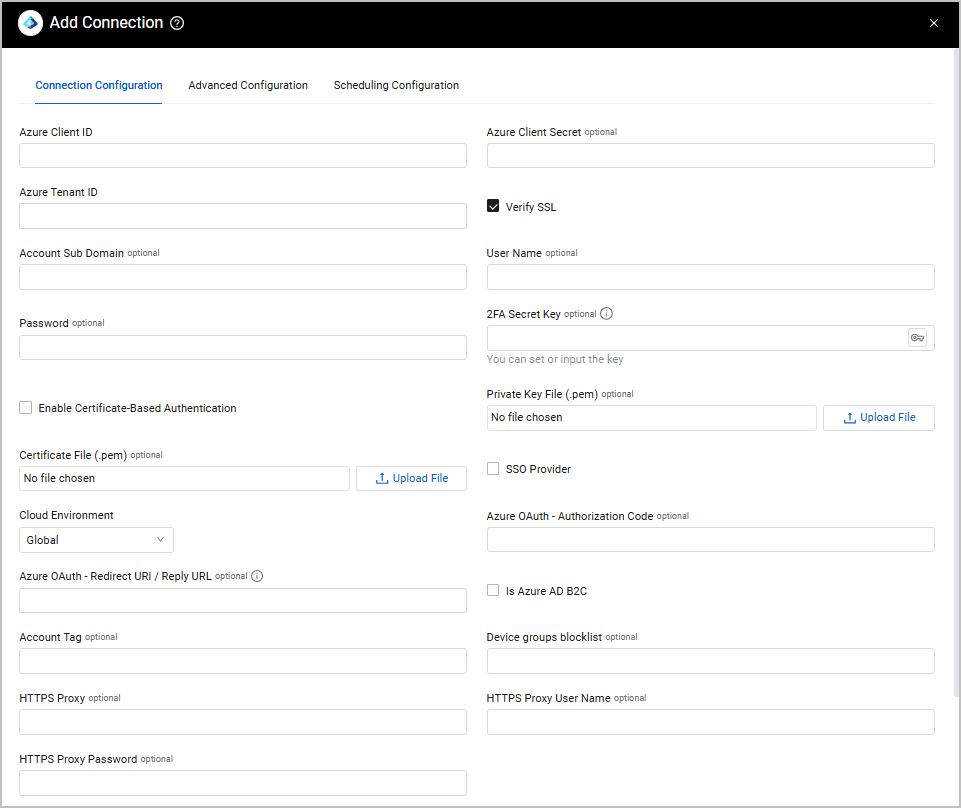 Add Connection
Connection Configuration Advanced Configuration Scheduling Configuration
Azure Client ID
Azure Client Secret optional
Azure Tenant ID
Verify SSL
Account Sub Domain optional
User Name optional
Password optional
2FA Secret Key optional
You can set or input the key
Enable Certificate-Based Authentication
Private Key File (.pem) optional
No file chosen Upload File
Certificate File (.pem) optional
No file chosen Upload File
SSO Provider
Cloud Environment
Global
Azure OAuth - Authorization Code optional
Azure OAuth - Redirect URI / Reply URL optional
Is Azure AD B2C
Account Tag optional
Device groups blocklist optional
HTTPS Proxy optional
HTTPS Proxy User Name optional
HTTPS Proxy Password optional